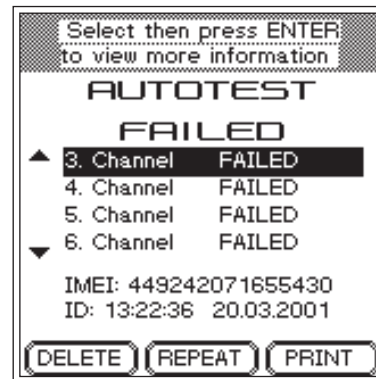 Select then press ENTER
to view more information
AUTOTEST
FAILED
3. Channel FAILED
4. Channel FAILED
5. Channel FAILED
6. Channel FAILED
IMEI: 449242071655430
ID: 13:22:36 20.03.2001
DELETE REPEAT PRINT